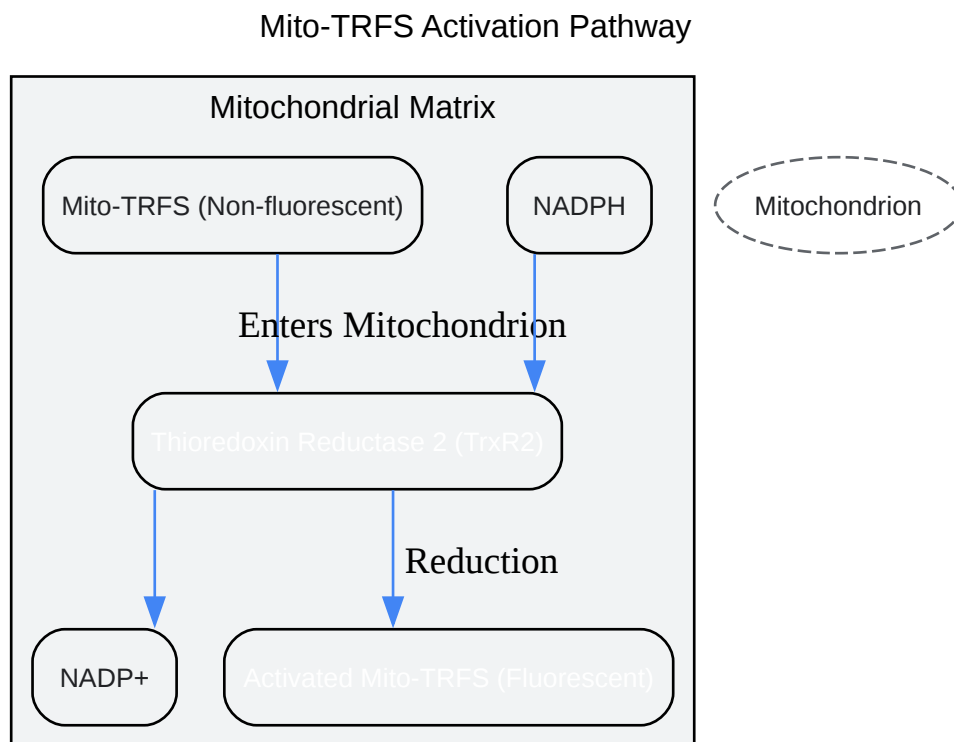 Mito-TRFS Activation Pathway
Mitochondrial Matrix
Mito-TRFS (Non-fluorescent)
NADPH
Mitochondrion
Enters Mitochondrion
Thioredoxin Reductase 2 (TrxR2)
Reduction
NADP+
Activated Mito-TRFS (Fluorescent)